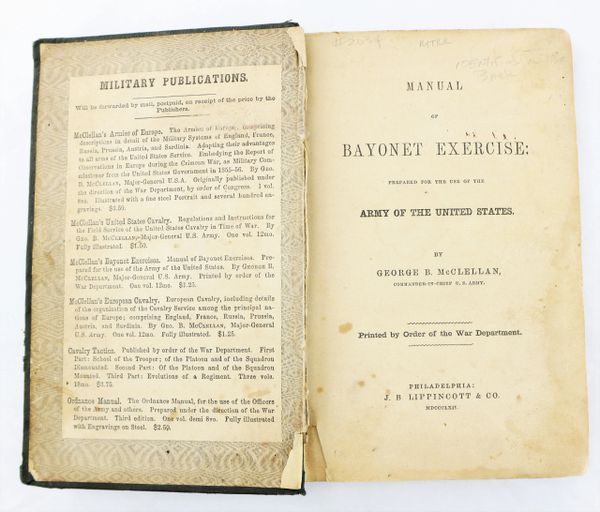 MILITARY PUBLICATIONS.
Will be forwarded by mail, postpaid, on receipt of the price by the
Publishers.
McClellan's Armies of Europe. The Armies of Europe, comprising
descriptions in detail of the Military Systems of England, France,
Russia, Prussia, Austria, and Sardinia. Adapting their advantages
to all arms of the United States Service. Embodying the Report of
Observations in Europe during the Crimean War, as Military Com-
missioner from the United States Government in 1855-56. By GEO.
B. MCCLELLAN, Major-General U.S.A. Originally published under
the direction of the War Department, by order of Congress. 1 vol.
8vo. Illustrated with a fine steel Portrait and several hundred en-
gravings. $3.50.
McClellan's United States Cavalry. Regulations and Instructions for
the Field Service of the United States Cavalry in Time of War. By
GEO. B. MCCLELLAN, Major-General U.S. Army. One vol. 12mo.
Fully illustrated.
McClellan's Bayonet Exercises. Manual of Bayonet Exercises. Pre-
pared for the use of the Army of the United States. By GEORGE B.
MCCLELLAN, Major-General U.S. Army. Printed by order of the
War Department. One vol. 12mo. $1.25.
McClellan's European Cavalry. European Cavalry, including details
of the organization of the Cavalry Service among the principal na-
tions of Europe; comprising England, France, Russia, Prussia,
Austria, and Sardinia. By GEO. B. MCCLELLAN, Major-General
U.S. Army. One vol. 12mo. Fully illustrated. $1.25.
Cavalry Tactics. Published by order of the War Department. First
Part: School of the Trooper; of the Platoon and of the Squadron
Dismounted. Second Part: Of the Platoon and of the Squadron
Mounted. Third Part: Evolutions of a Regiment. Three vols.
18mo. $3.75.
Ordnance Manual. The Ordnance Manual, for the use of the Officers
of the Army and others. Prepared under the direction of the War
Department. Third edition. One vol. demi 8vo. Fully illustrated
with Engravings on Steel. $2.50.
MANUAL
OF
BAYONET EXERCISE:
PREPARED FOR THE USE OF THE
ARMY OF THE UNITED STATES.
BY
GEORGE B. McCLELLAN,
COMMANDER-IN-CHIEF U. S. ARMY.
Printed by Order of the War Department.
PHILADELPHIA:
J. B. LIPPINCOTT & CO.
MDCCCLXII.